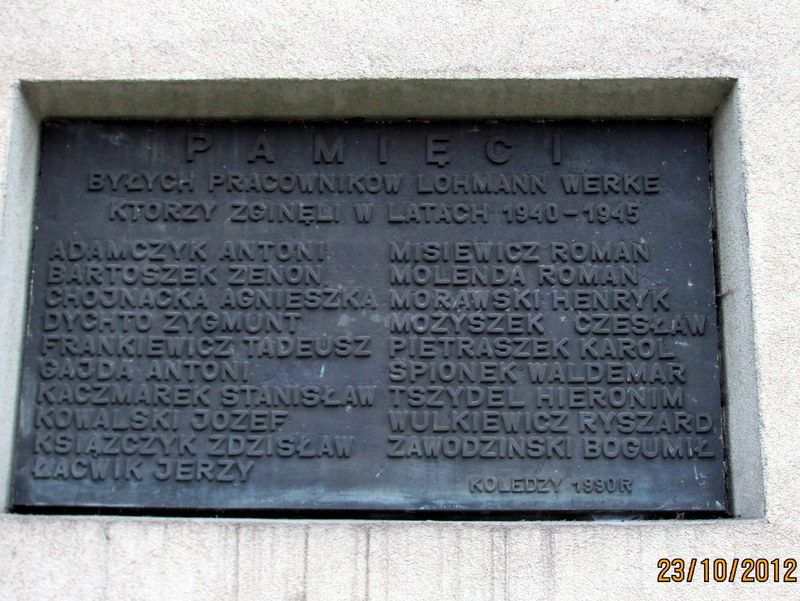 PAMIĘCI
BYŁYCH PRACOWNIKÓW LOHMANN WERKE
KTÓRZY ZGINĘLI W LATACH 1940-1945
ADAMCZYK ANTONI
BARTOSZEK ZENON
CHOJNACKA AGNIESZKA
DYCHTO ZYGMUNT
FRANKIEWICZ TADEUSZ
GAJDA ANTONI
KACZMAREK STANISŁAW
KOWALSKI JÓZEF
KSIĄŻCZYK ZDZISŁAW
ŁACWIK JERZY
MISIEWICZ ROMAN
MOLENDA ROMAN
MORAWSKI HENRYK
MOZYSZEK CZESŁAW
PIETRASZEK KAROL
SPIONEK WALDEMAR
TSZYDEL HIERONIM
WULKIEWICZ RYSZARD
ZAWODZIŃSKI BOGUMIŁ
KOLEDZY 1990R
23/10/2012